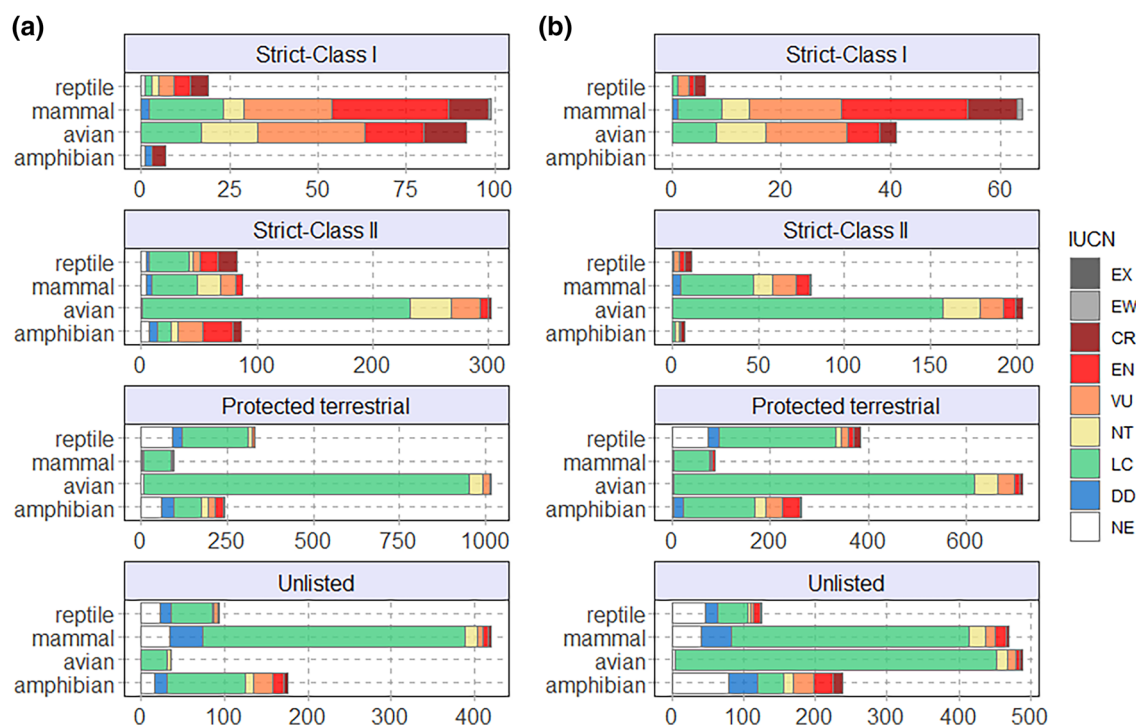 (a)
Strict-Class I
reptile
mammal
avian
amphibian
0 25 50 75 100
Strict-Class II
reptile
mammal
avian
amphibian
0 100 200 300
Protected terrestrial
reptile
mammal
avian
amphibian
0 250 500 750 1000
Unlisted
reptile
mammal
avian
amphibian
0 100 200 300 400
(b)
Strict-Class I
0 20 40 60
Strict-Class II
0 50 100 150 200
Protected terrestrial
0 200 400 600
Unlisted
0 100 200 300 400 500
reptile
mammal
avian
amphibian
reptile
mammal
avian
amphibian
reptile
mammal
avian
amphibian
reptile
mammal
avian
amphibian
IUCN
EX
EW
CR
EN
VU
NT
LC
DD
NE